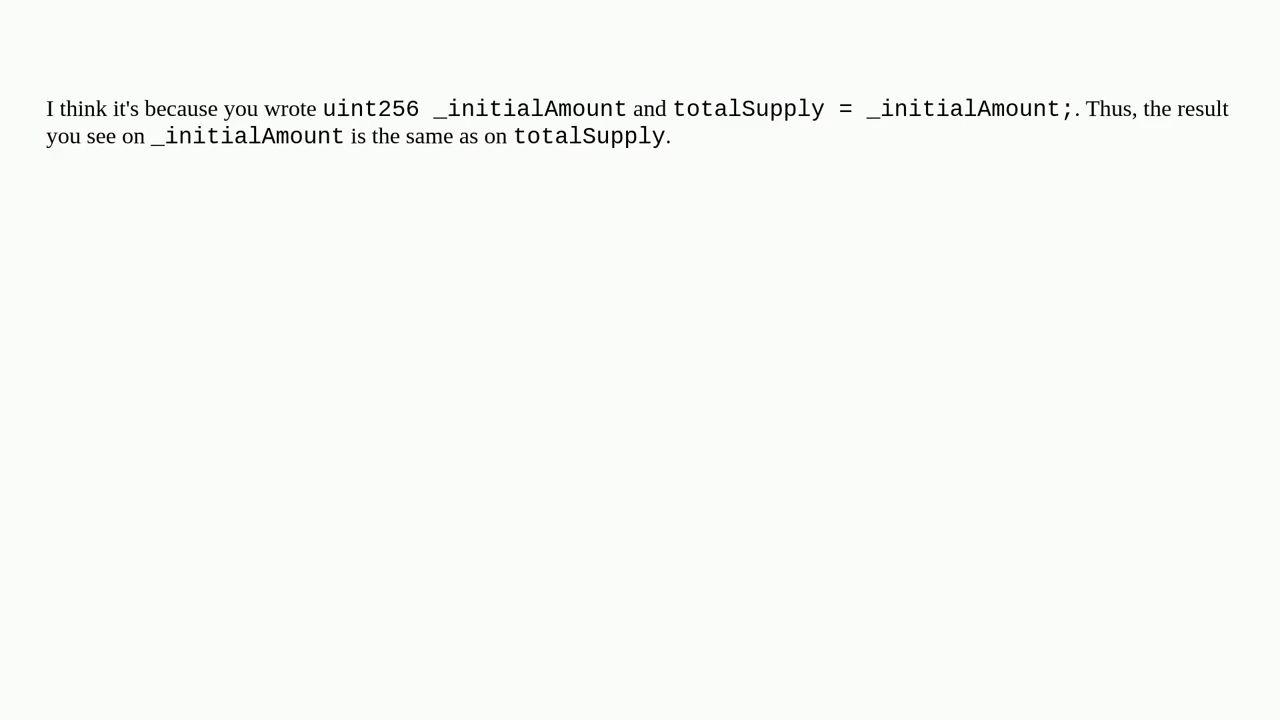 I think it's because you wrote uint256 _initialAmount and totalSupply = _initialAmount;. Thus, the result
you see on _initialAmount is the same as on totalSupply.